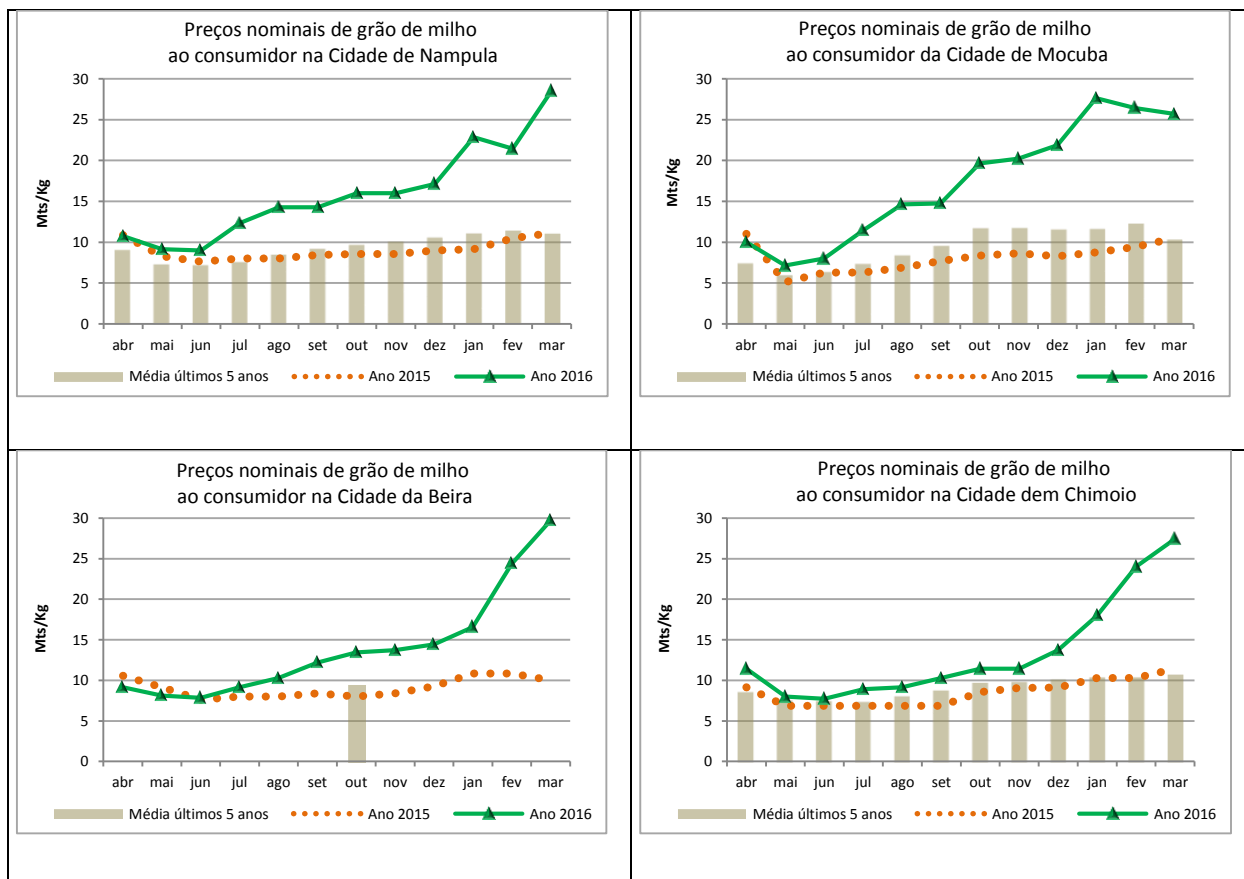 Preços nominais de grão de milho
ao consumidor na Cidade de Nampula
30
25
20
15
10
5
0
Mts/Kg
abr mai jun jul ago set out nov dez jan fev mar
Média últimos 5 anos Ano 2015 Ano 2016
Preços nominais de grão de milho
ao consumidor da Cidade de Mocuba
30
25
20
15
10
5
0
Mts/Kg
abr mai jun jul ago set out nov dez jan fev mar
Média últimos 5 anos Ano 2015 Ano 2016
Preços nominais de grão de milho
ao consumidor na Cidade da Beira
30
25
20
15
10
5
0
Mts/Kg
abr mai jun jul ago set out nov dez jan fev mar
Média últimos 5 anos Ano 2015 Ano 2016
Preços nominais de grão de milho
ao consumidor na Cidade dem Chimoio
30
25
20
15
10
5
0
Mts/Kg
abr mai jun jul ago set out nov dez jan fev mar
Média últimos 5 anos Ano 2015 Ano 2016